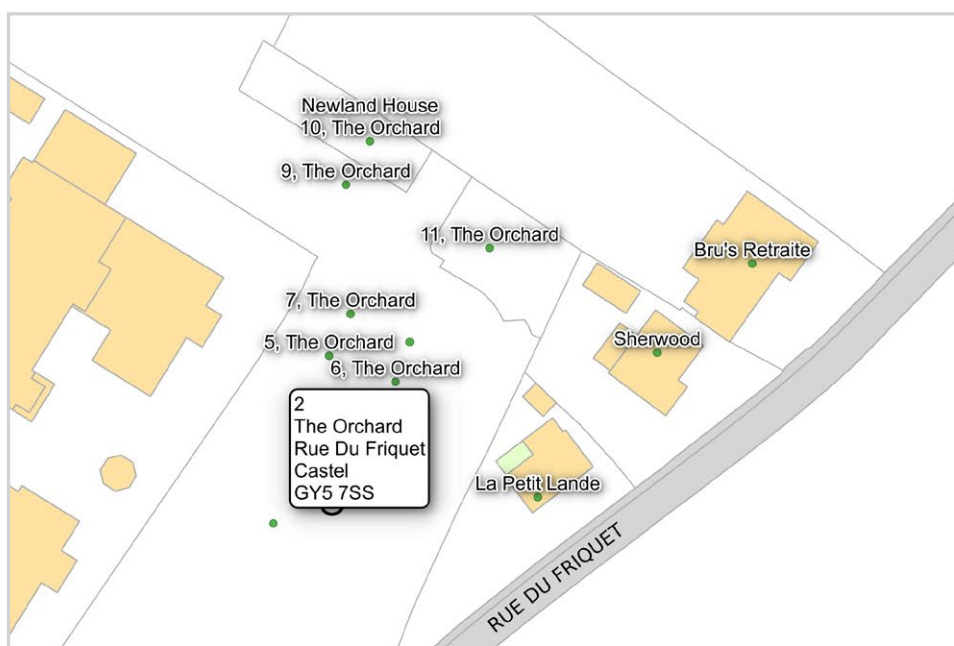 Newland House
10, The Orchard
9, The Orchard
11, The Orchard
Bru's Retraite
7, The Orchard
5, The Orchard
Sherwood
6, The Orchard
2
The Orchard
Rue Du Friquet
Castel
GY5 7SS
La Petit Lande
RUE DU FRIQUET